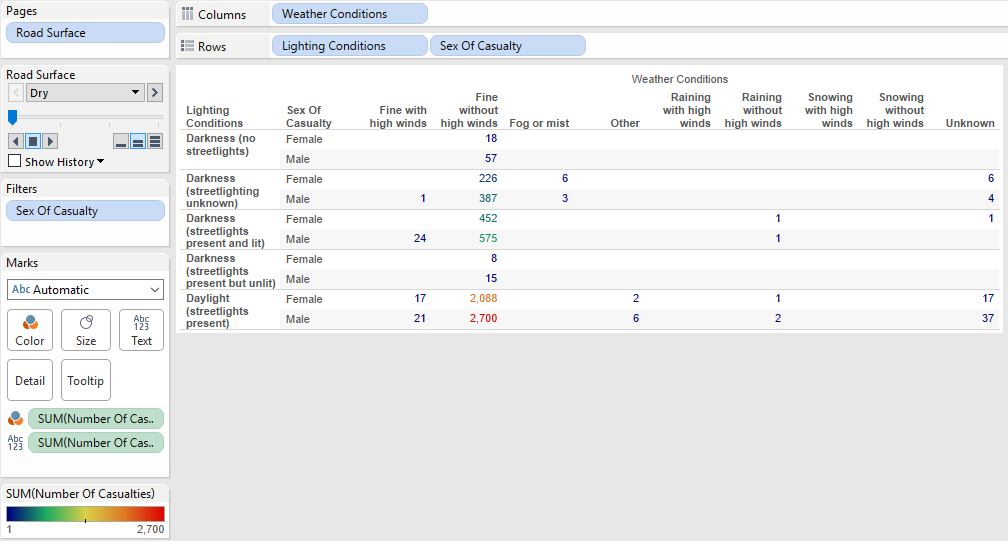 Pages
Road Surface
Columns
Weather Conditions
Rows
Lighting Conditions
Sex Of Casualty
Road Surface
Dry
Show History
Filters
Sex Of Casualty
Marks
Abc Automatic
Color
Size
Abc
123
Text
Detail
Tooltip
SUM(Number Of Cas..
Abc
123
SUM(Number Of Cas..
SUM(Number Of Casualties)
1 2,700
Weather Conditions
Lighting
Conditions
Sex Of
Casualty
Fine with
high winds
Fine
without
high winds
Fog or mist
Other
Raining
with high
winds
Raining
without
high winds
Snowing
with high
winds
Snowing
without
high winds
Unknown
Darkness (no
streetlights)
Female 18
Male 57
Darkness
(streetlighting
unknown)
Female 226 6 6
Male 1 387 3 4
Darkness
(streetlights
present and lit)
Female 452 1 1
Male 24 575 1
Darkness
(streetlights
present but unlit)
Female 8
Male 15
Daylight
(streetlights
present)
Female 17 2,088 2 1 17
Male 21 2,700 6 2 37